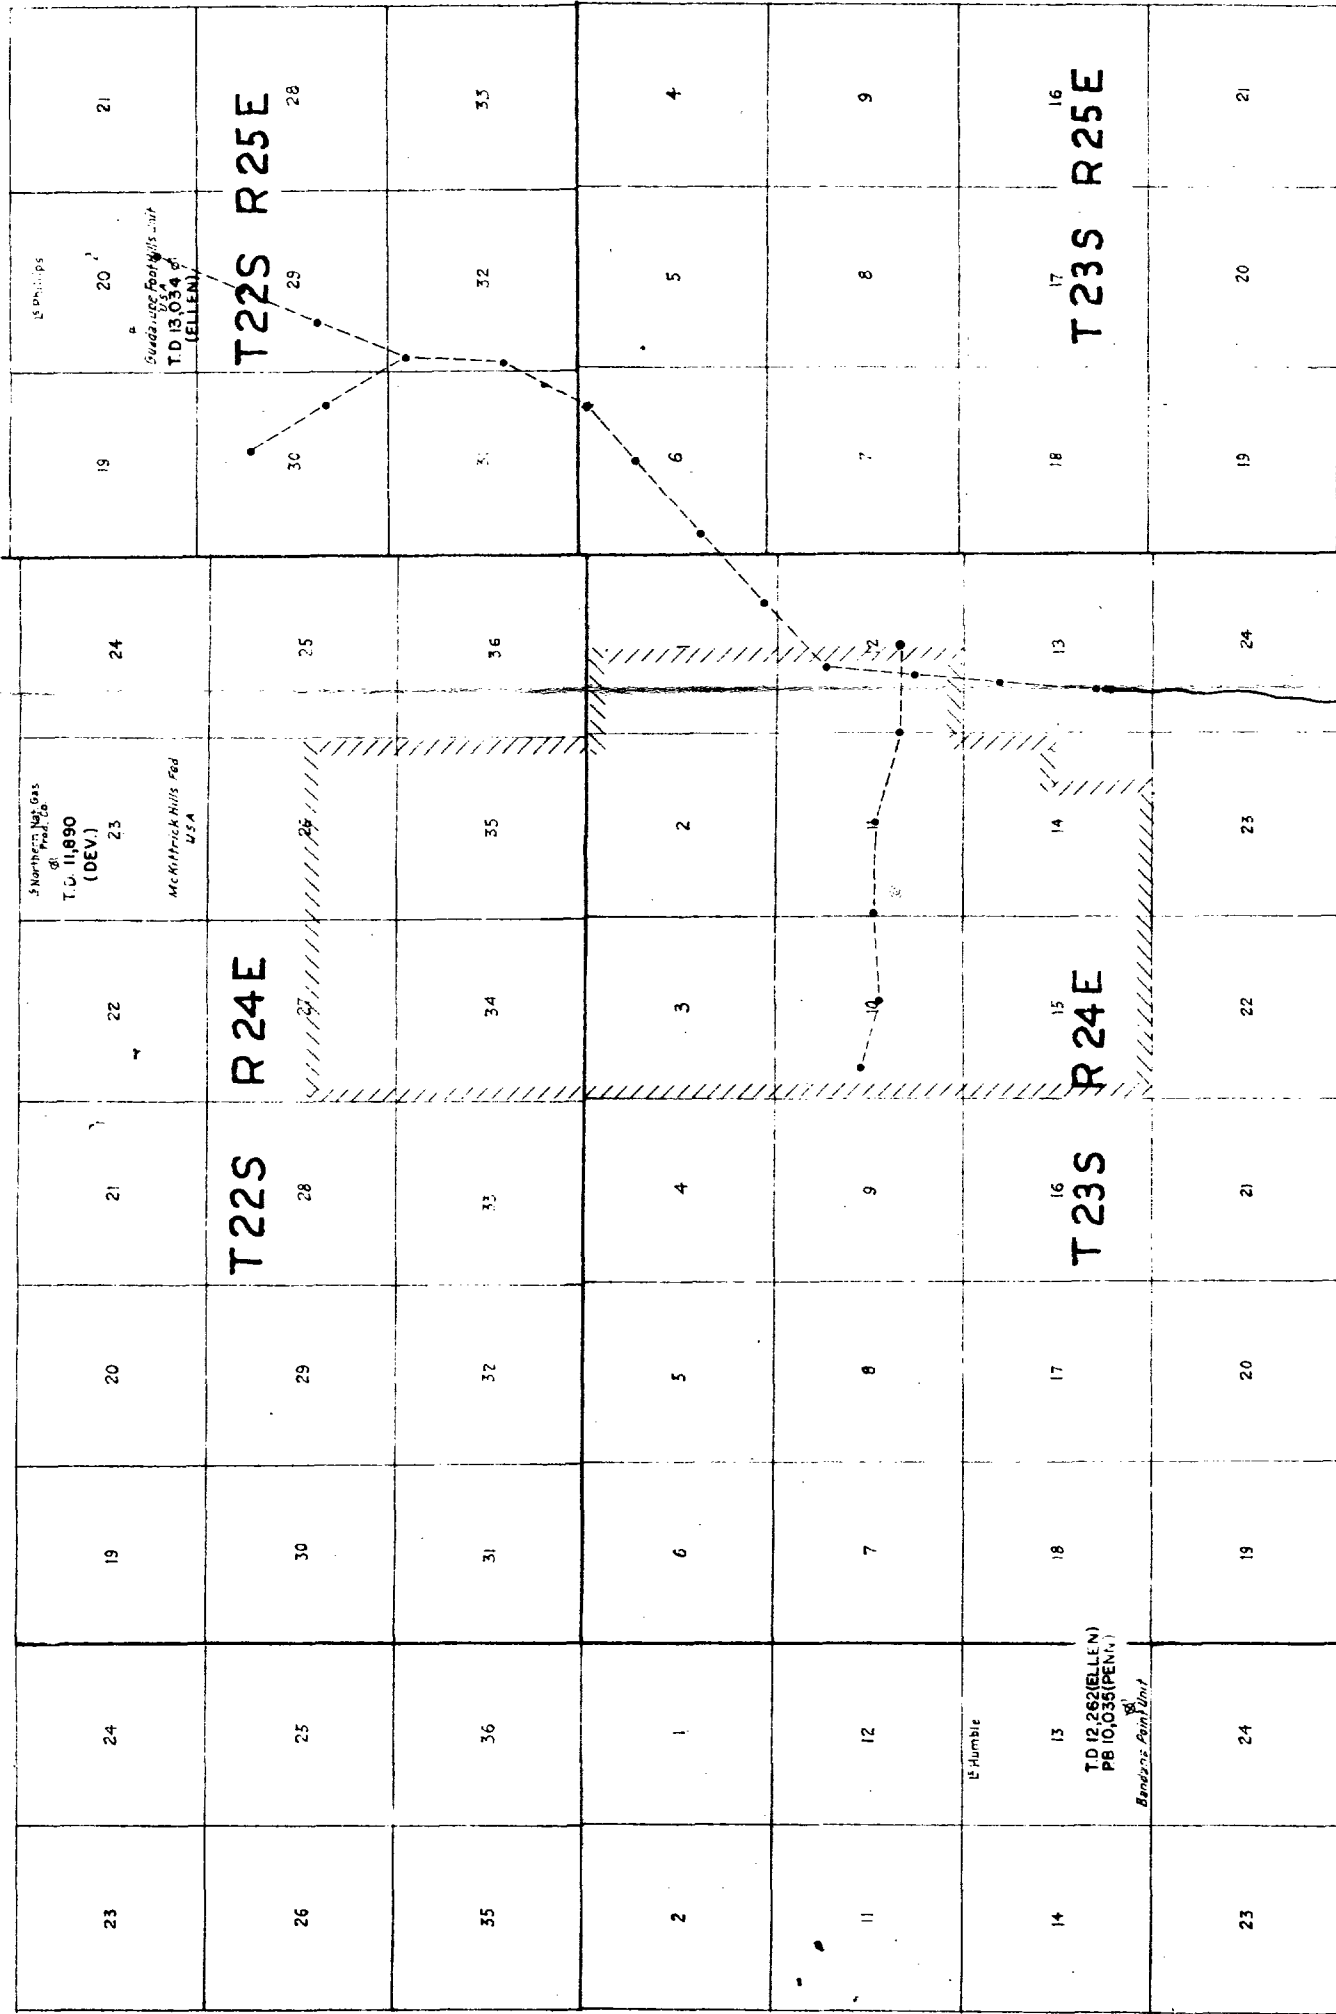 Northern Nat. Gas
Prod. Co.
T.D. 11,890
(DEV.)
McKittrick Hills Fed
USA
Phillips
Guadalupe Foothills Unit
USA
T.D 13,034
(ELLEN)
23 24 19 20 21 22 23 24 19 20 21
T22S R24E
T22S R25E
26 25 30 29 28 27 26 25 30 29 28
35 36 31 32 33 34 35 36 31 32 33
2 1 6 5 4 3 2 1 6 5 4
11 12 7 8 9 10 11 12 7 8 9
Humble
14 13 18 17 16 15 14 13 18 17 16
T23S R24E
T23S R25E
T.D 12,262(ELLEN)
PB 10,035(PENN)
Bandana Point Unit
23 24 19 20 21 22 23 24 19 20 21